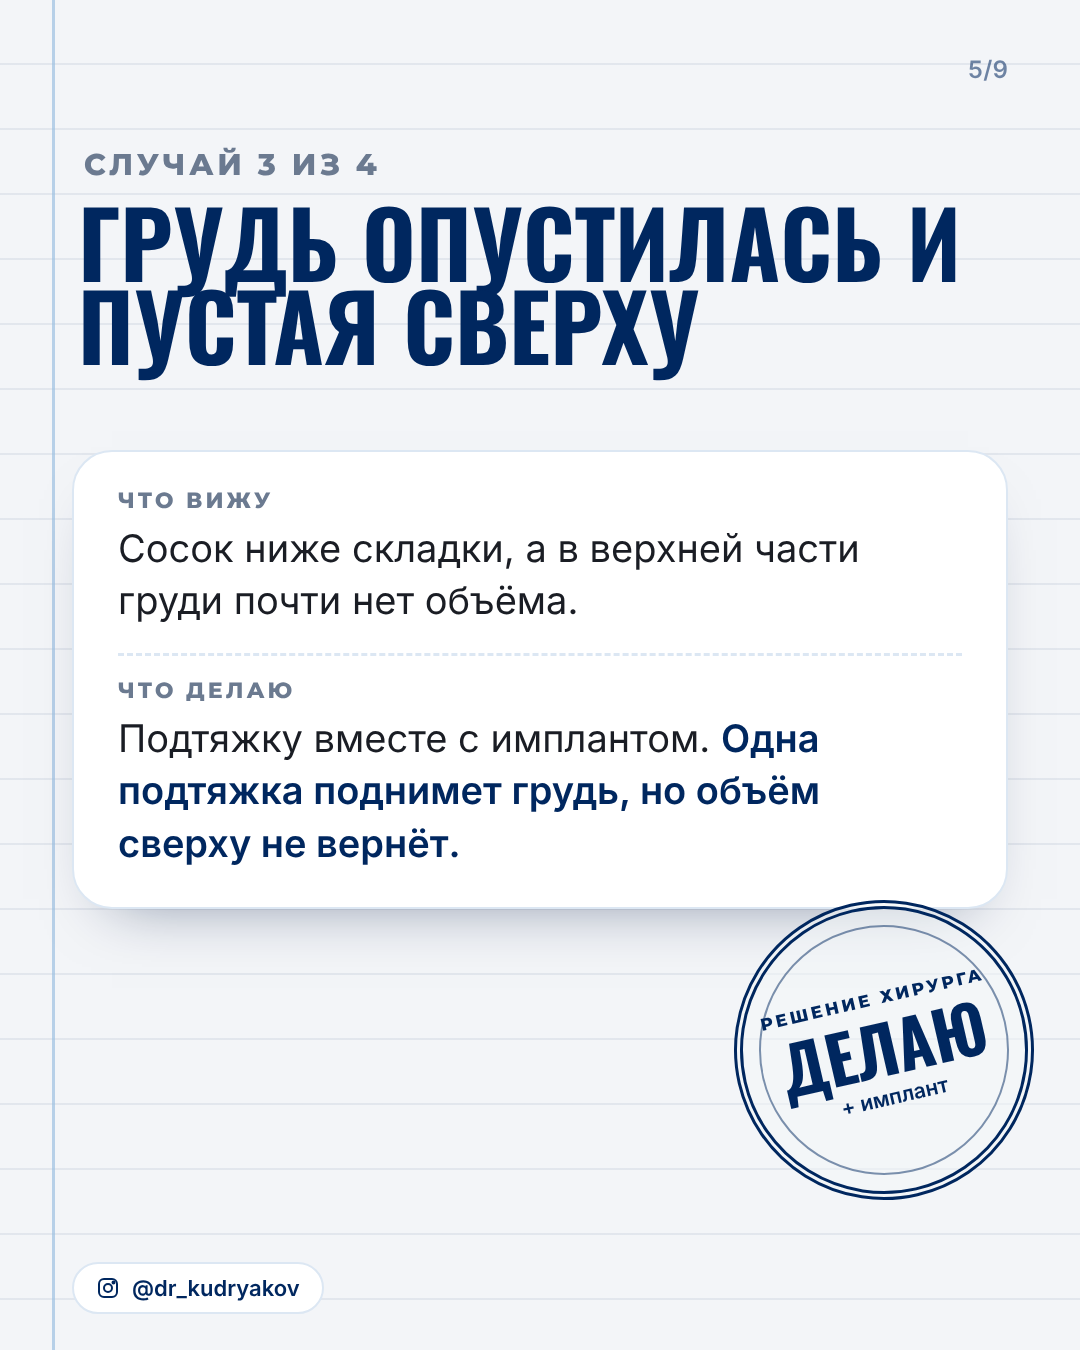 5/9
СЛУЧАЙ 3 ИЗ 4
ГРУДЬ ОПУСТИЛАСЬ И
ПУСТАЯ СВЕРХУ
ЧТО ВИЖУ
Сосок ниже складки, а в верхней части
груди почти нет объёма.
ЧТО ДЕЛАЮ
Подтяжку вместе с имплантом. Одна
подтяжка поднимет грудь, но объём
сверху не вернёт.
РЕШЕНИЕ ХИРУРГА
ДЕЛАЮ
+ имплант
@dr_kudryakov